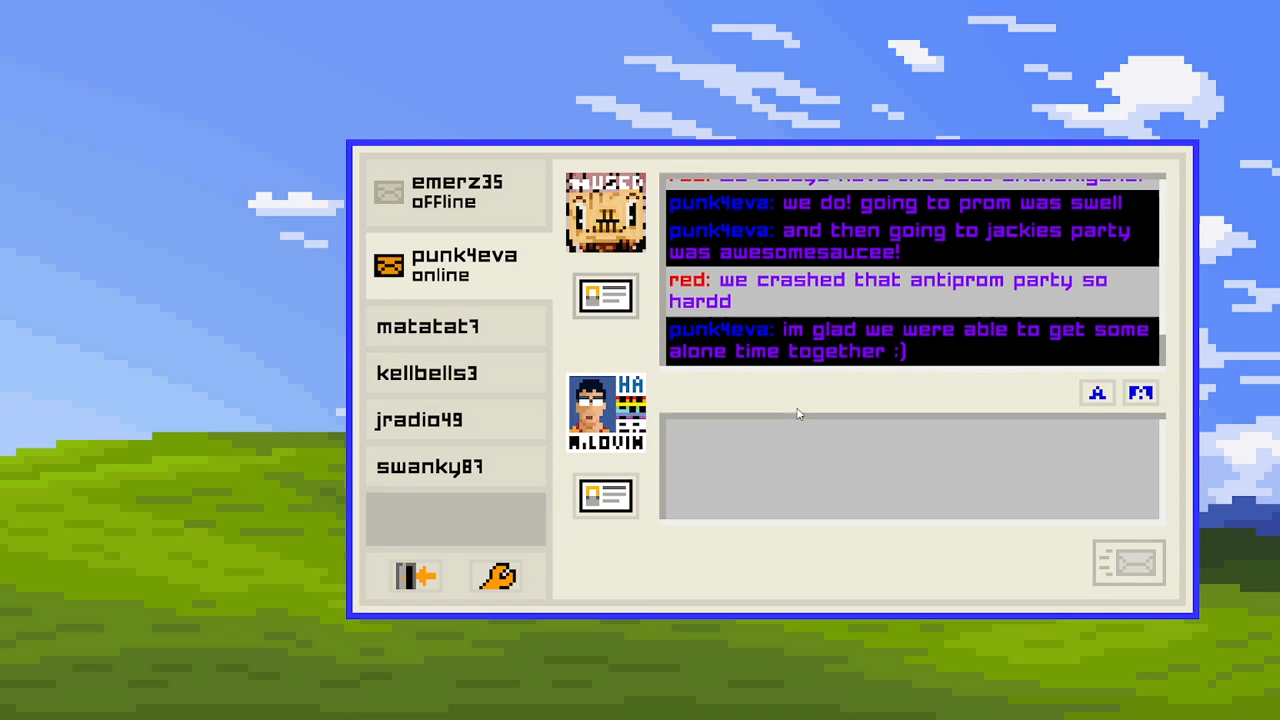 emerz35
offline
punk4eva
online
matatat7
kellbells3
jradio49
swanky87
USER
HA
M.LOVIN
punk4eva: we do! going to prom was swell
punk4eva: and then going to jackies party
was awesomesaucee!
red: we crashed that antiprom party so
hardd
punk4eva: im glad we were able to get some
alone time together :)
A
A